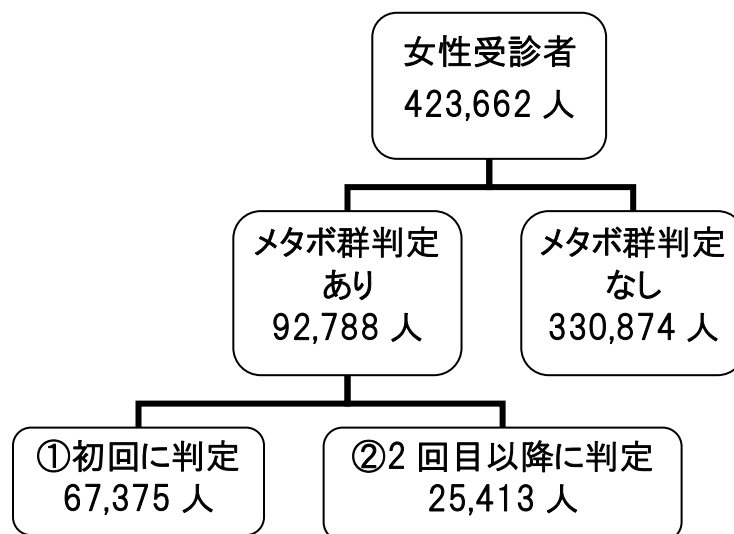 女性受診者
423,662 人
メタボ群判定
あり
92,788 人
メタボ群判定
なし
330,874 人
①初回に判定
67,375 人
②2 回目以降に判定
25,413 人